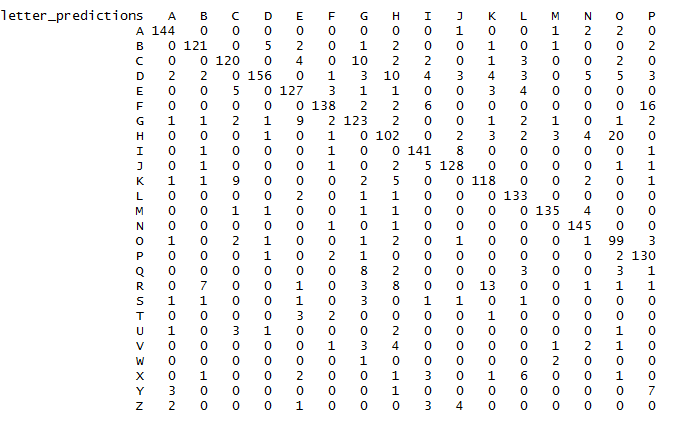 letter_predictions A B C D E F G H I J K L M N O P
A 144 0 0 0 0 0 0 0 0 1 0 0 1 2 2 0
B 0 121 0 5 2 0 1 2 0 0 1 0 1 0 0 2
C 0 0 120 0 4 0 10 2 2 0 1 3 0 0 2 0
D 2 2 0 156 0 1 3 10 4 3 4 3 0 5 5 3
E 0 0 5 0 127 3 1 1 0 0 3 4 0 0 0 0
F 0 0 0 0 0 138 2 2 6 0 0 0 0 0 0 16
G 1 1 2 1 9 2 123 2 0 0 1 2 1 0 1 2
H 0 0 0 1 0 1 0 102 0 2 3 2 3 4 20 0
I 0 1 0 0 0 1 0 0 141 8 0 0 0 0 0 1
J 0 1 0 0 0 1 0 2 5 128 0 0 0 0 1 1
K 1 1 9 0 0 0 2 5 0 0 118 0 0 2 0 1
L 0 0 0 0 2 0 1 1 0 0 0 133 0 0 0 0
M 0 0 1 1 0 0 1 1 0 0 0 0 135 4 0 0
N 0 0 0 0 0 1 0 1 0 0 0 0 0 145 0 0
O 1 0 2 1 0 0 1 2 0 1 0 0 0 1 99 3
P 0 0 0 1 0 2 1 0 0 0 0 0 0 0 2 130
Q 0 0 0 0 0 0 8 2 0 0 0 3 0 0 3 1
R 0 7 0 0 1 0 3 8 0 0 13 0 0 1 1 1
S 1 1 0 0 1 0 3 0 1 1 0 1 0 0 0 0
T 0 0 0 0 3 2 0 0 0 0 1 0 0 0 0 0
U 1 0 3 1 0 0 0 2 0 0 0 0 0 0 1 0
V 0 0 0 0 0 1 3 4 0 0 0 0 1 2 1 0
W 0 0 0 0 0 0 1 0 0 0 0 0 2 0 0 0
X 0 1 0 0 2 0 0 1 3 0 1 6 0 0 1 0
Y 3 0 0 0 0 0 0 1 0 0 0 0 0 0 0 7
Z 2 0 0 0 1 0 0 0 3 4 0 0 0 0 0 0